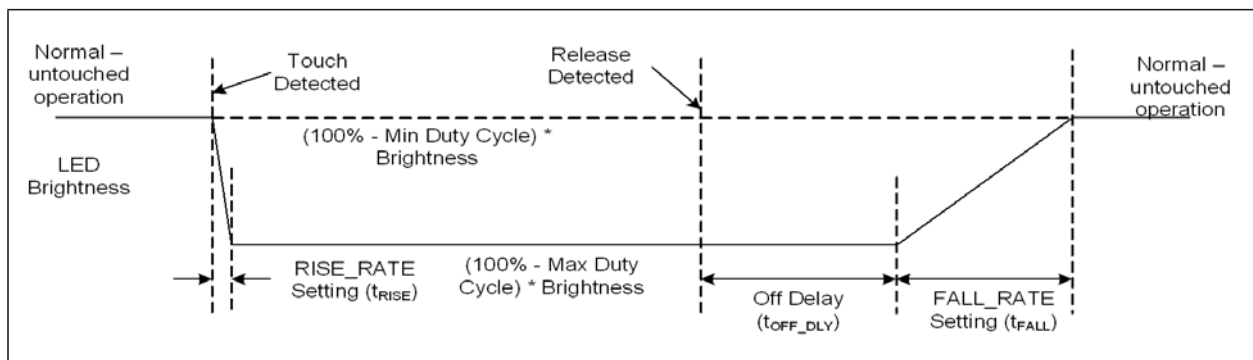 Normal –
untouched
operation
Touch
Detected
Release
Detected
Normal –
untouched
operation
(100% - Min Duty Cycle) *
Brightness
LED
Brightness
RISE_RATE
Setting (tRISE)
(100% - Max Duty
Cycle) * Brightness
Off Delay
(tOFF_DLY)
FALL_RATE
Setting (tFALL)